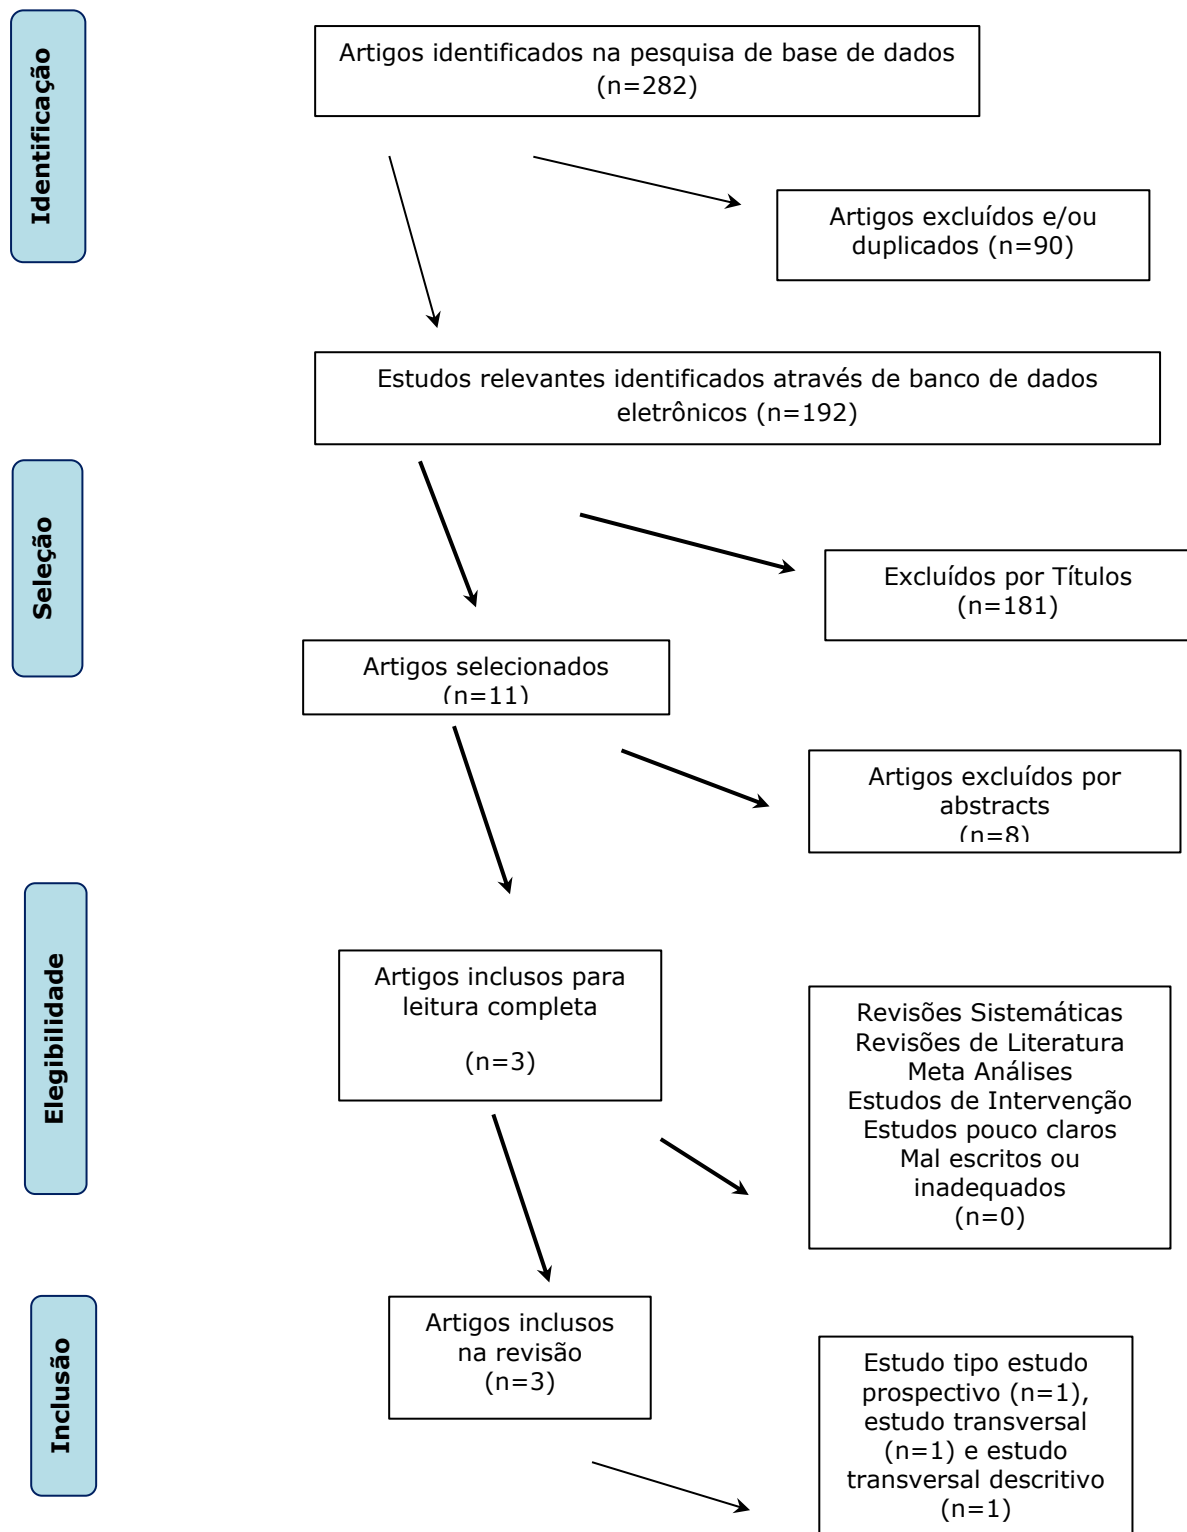 Identificação
Artigos identificados na pesquisa de base de dados
(n=282)
Artigos excluídos e/ou
duplicados (n=90)
Estudos relevantes identificados através de banco de dados
eletrônicos (n=192)
Seleção
Excluídos por Títulos
(n=181)
Artigos selecionados
(n=11)
Artigos excluídos por
abstracts
(n=8)
Elegibilidade
Artigos inclusos para
leitura completa
(n=3)
Revisões Sistemáticas
Revisões de Literatura
Meta Análises
Estudos de Intervenção
Estudos pouco claros
Mal escritos ou
inadequados
(n=0)
Inclusão
Artigos inclusos
na revisão
(n=3)
Estudo tipo estudo
prospectivo (n=1),
estudo transversal
(n=1) e estudo
transversal descritivo
(n=1)